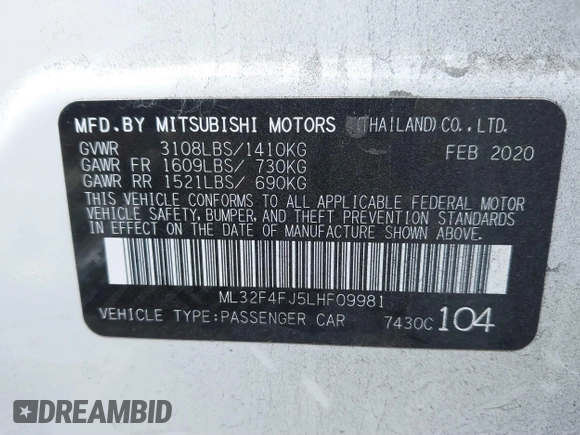 MFD.BY MITSUBISHI MOTORS (THAILAND)CO.,LTD.
GVWR 3108LBS/1410KG FEB 2020
GAWR FR 1609LBS/ 730KG
GAWR RR 1521LBS/ 690KG
THIS VEHICLE CONFORMS TO ALL APPLICABLE FEDERAL MOTOR
VEHICLE SAFETY, BUMPER, AND THEFT PREVENTION STANDARDS
IN EFFECT ON THE DATE OF MANUFACTURE SHOWN ABOVE.
ML32F4FJ5LHF09981
VEHICLE TYPE:PASSENGER CAR 7430C 104
DREAMBID